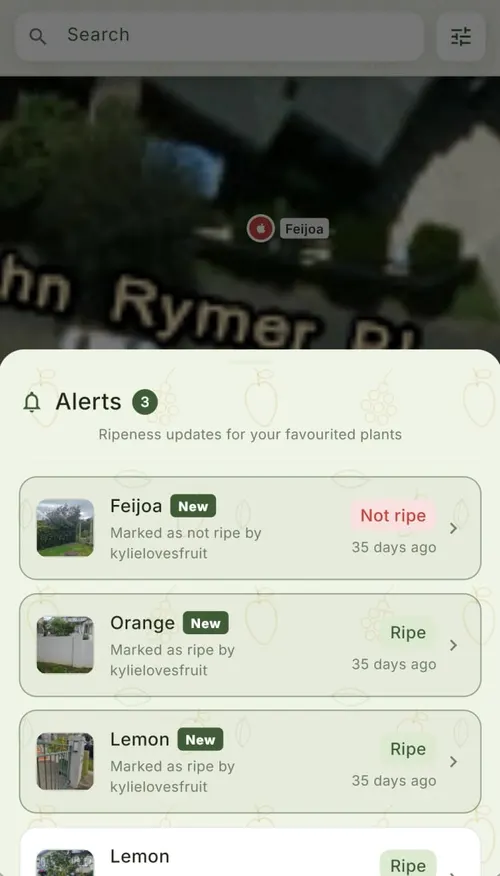 Search
Feijoa
hn Rymer Pl
Alerts 3
Ripeness updates for your favourited plants
Feijoa New
Not ripe
Marked as not ripe by
kylielovesfruit
35 days ago
Orange New
Ripe
Marked as ripe by
kylielovesfruit
35 days ago
Lemon New
Ripe
Marked as ripe by
kylielovesfruit
35 days ago
Lemon
Ripe